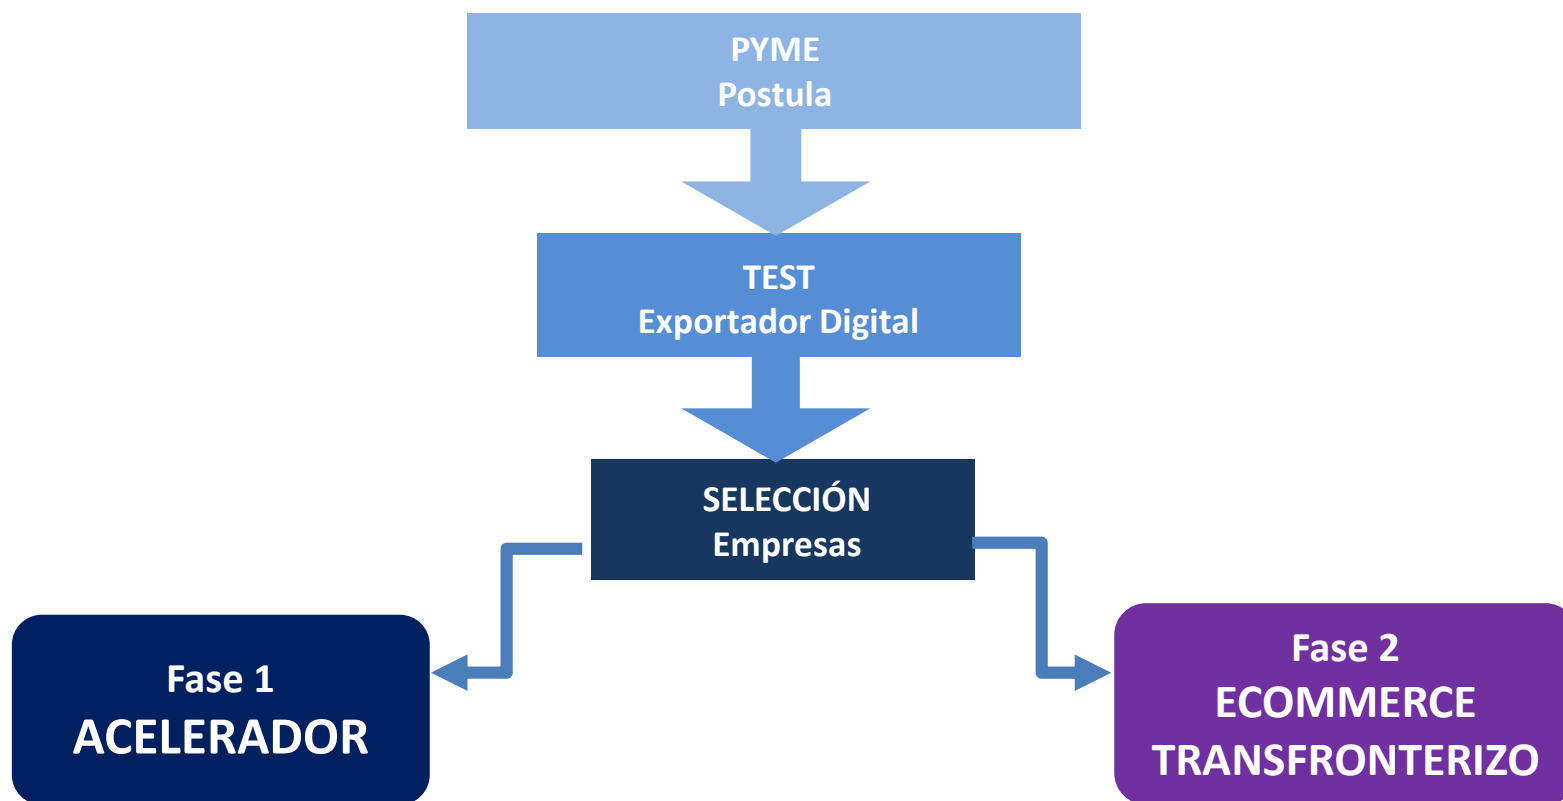 PYME
Postula
TEST
Exportador Digital
SELECCIÓN
Empresas
Fase 1
ACELERADOR
Fase 2
ECOMMERCE
TRANSFRONTERIZO